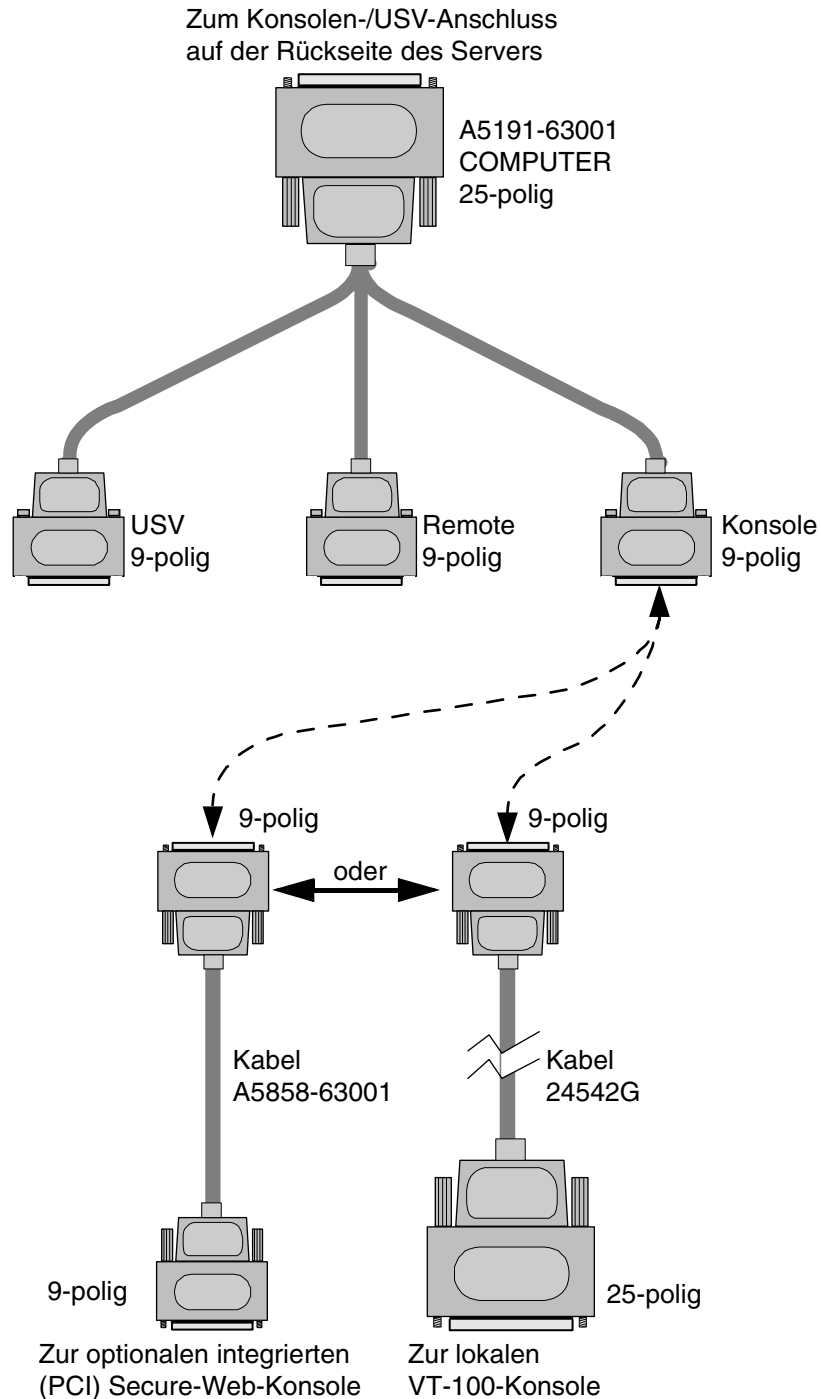 Zum Konsolen-/USV-Anschluss
auf der Rückseite des Servers
A5191-63001
COMPUTER
25-polig
USV
9-polig
Remote
9-polig
Konsole
9-polig
9-polig
9-polig
oder
Kabel
A5858-63001
Kabel
24542G
9-polig
25-polig
Zur optionalen integrierten
(PCI) Secure-Web-Konsole
Zur lokalen
VT-100-Konsole